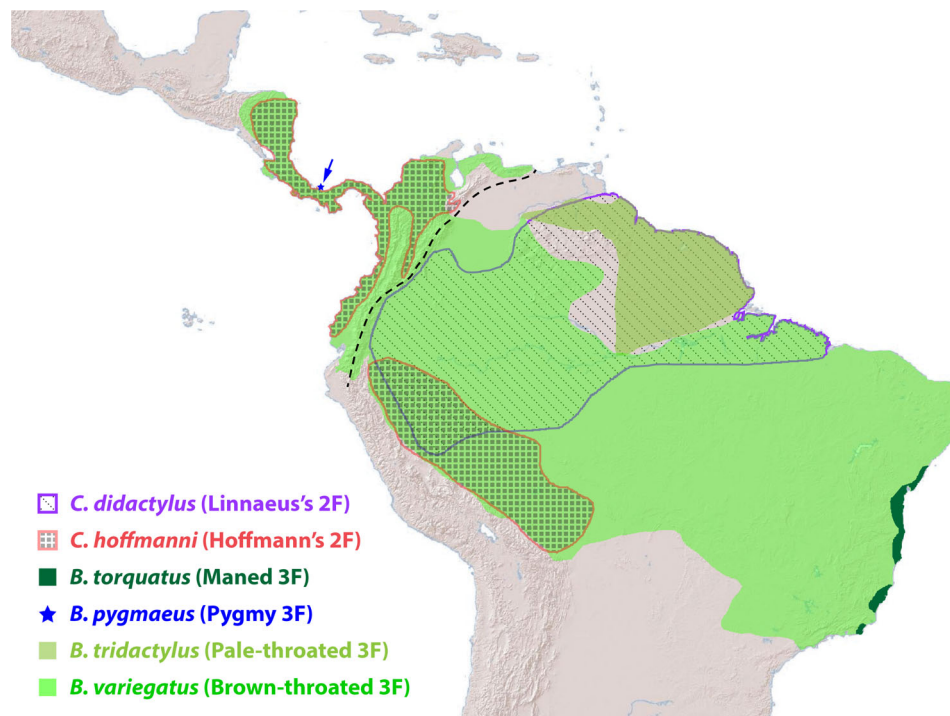 C. didactylus (Linnaeus's 2F)
C. hoffmanni (Hoffmann's 2F)
B. torquatus (Maned 3F)
B. pygmaeus (Pygmy 3F)
B. tridactylus (Pale-throated 3F)
B. variegatus (Brown-throated 3F)